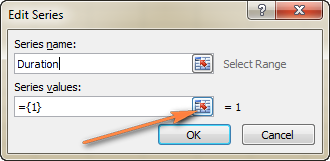 Edit Series
Series name:
Duration Select Range
Series values:
={1} = 1
OK Cancel